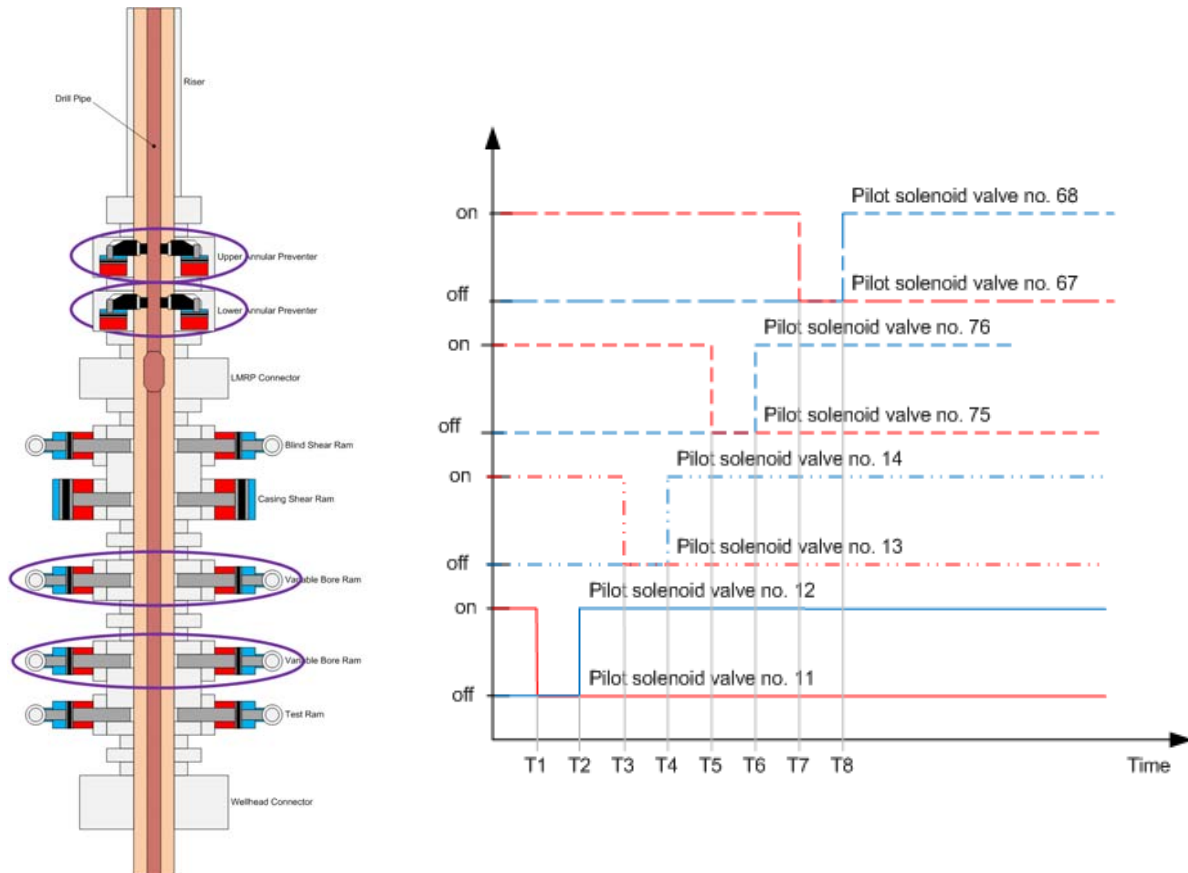 Riser
Drill Pipe
Upper Annular Preventer
Lower Annular Preventer
LMRP Connector
Blind Shear Ram
Casing Shear Ram
Variable Bore Ram
Variable Bore Ram
Test Ram
Wellhead Connector
on
Pilot solenoid valve no. 68
off
Pilot solenoid valve no. 67
on
Pilot solenoid valve no. 76
off
Pilot solenoid valve no. 75
on
Pilot solenoid valve no. 14
off
Pilot solenoid valve no. 13
on
Pilot solenoid valve no. 12
off
Pilot solenoid valve no. 11
T1 T2 T3 T4 T5 T6 T7 T8 Time